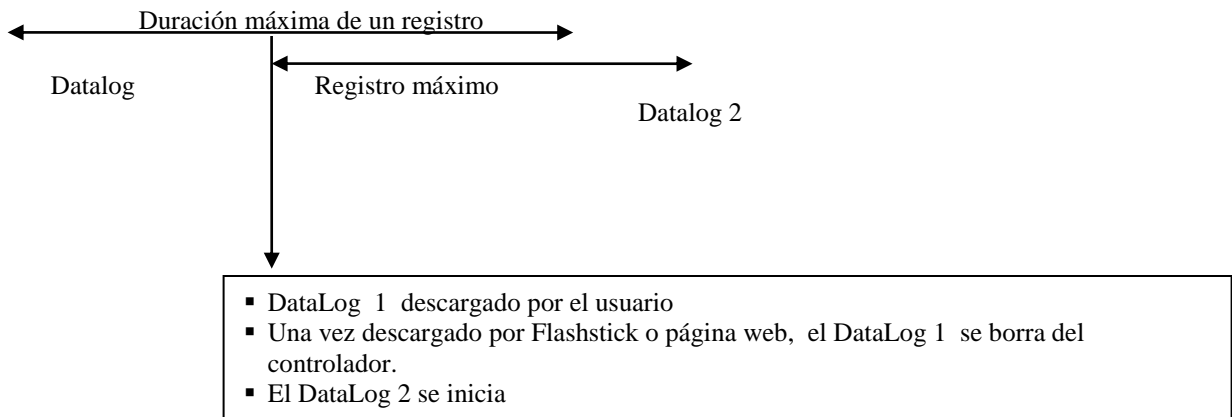 Duración máxima de un registro
Datalog
Registro máximo
Datalog 2
▪ DataLog 1 descargado por el usuario
▪ Una vez descargado por Flashstick o página web, el DataLog 1 se borra del
controlador.
▪ El DataLog 2 se inicia